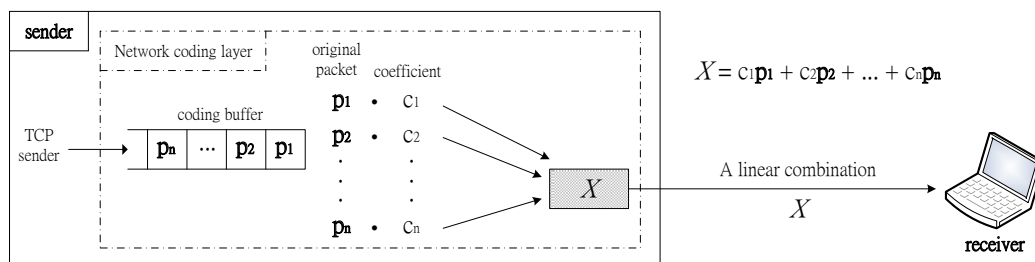 sender
Network coding layer
original
packet
coefficient
X = c1p1 + c2p2 + ... + cnpn
p1 • c1
coding buffer
TCP
sender
pn ... p2 p1
p2 • c2
. .
. .
. .
X
A linear combination
X
pn • cn
receiver